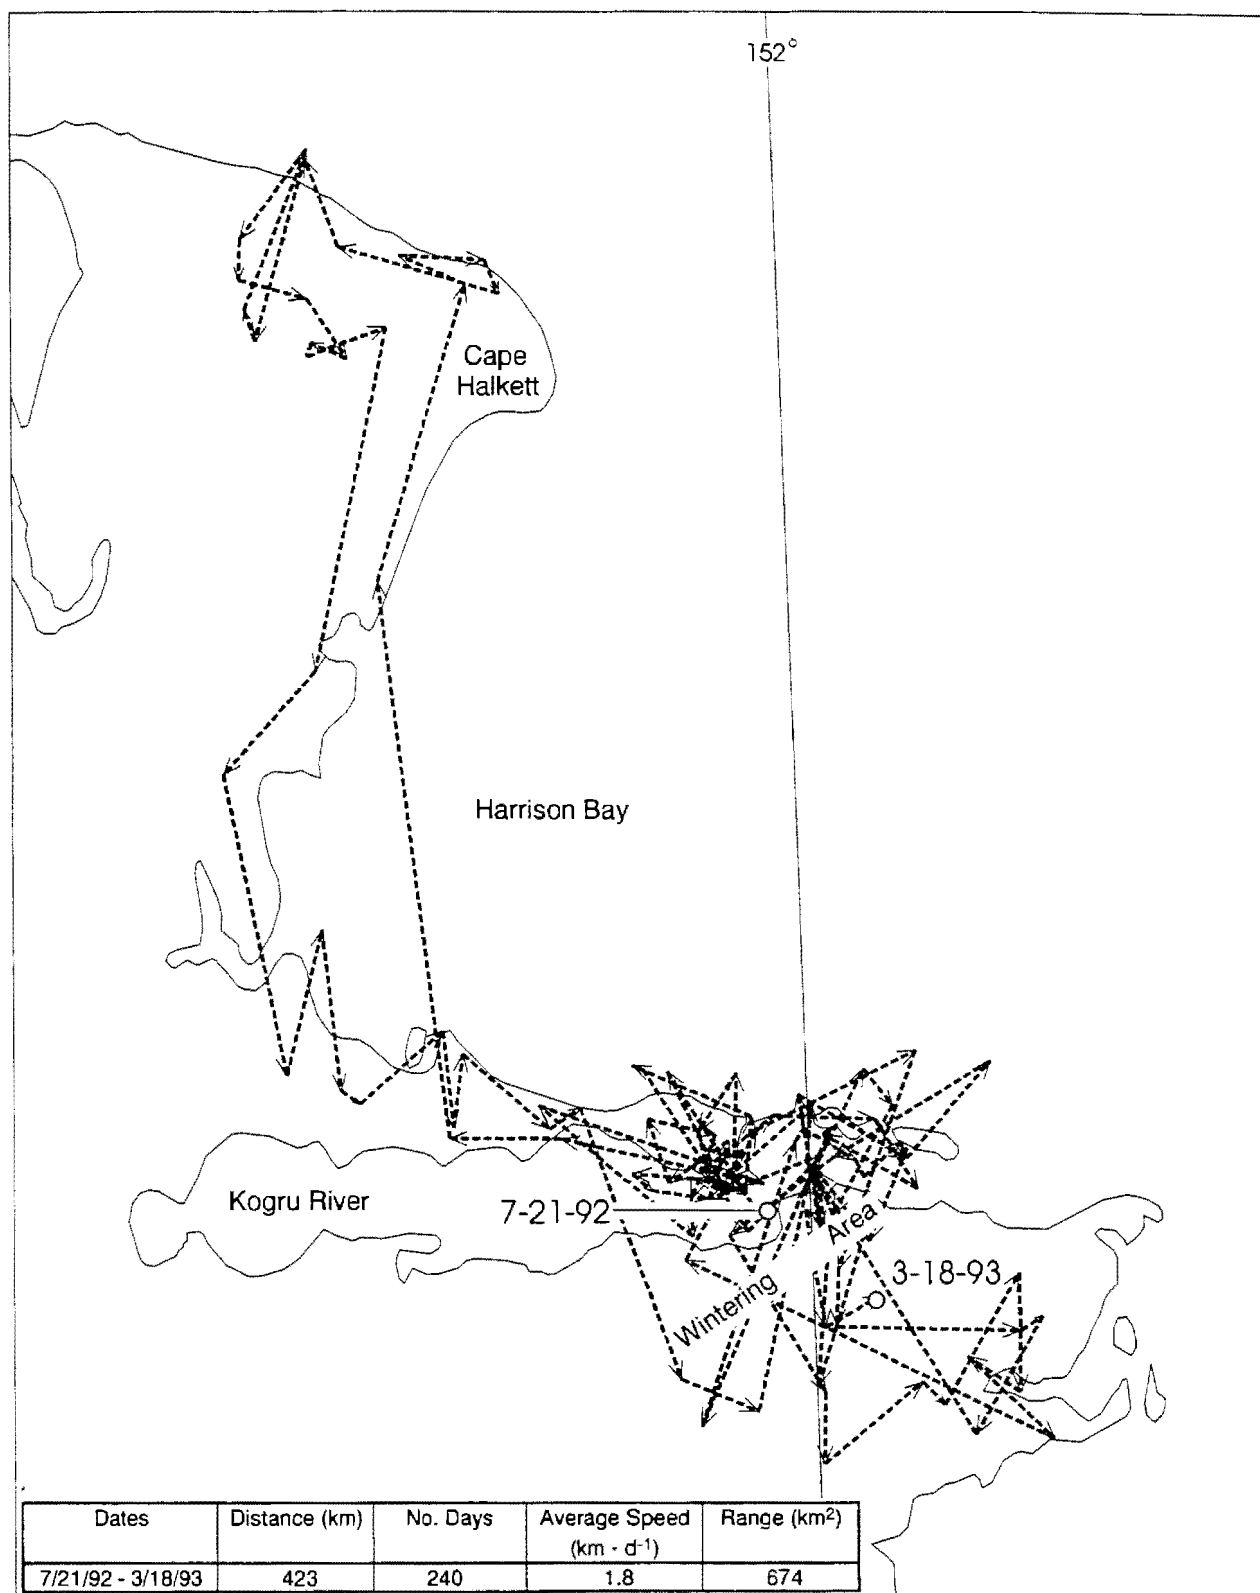 152°
Cape
Halkett
Harrison Bay
Kogru River
7-21-92
Area
3-18-93
Wintering
Dates Distance (km) No. Days Average Speed Range (km²)
(km - d⁻¹)
7/21/92 - 3/18/93 423 240 1.8 674